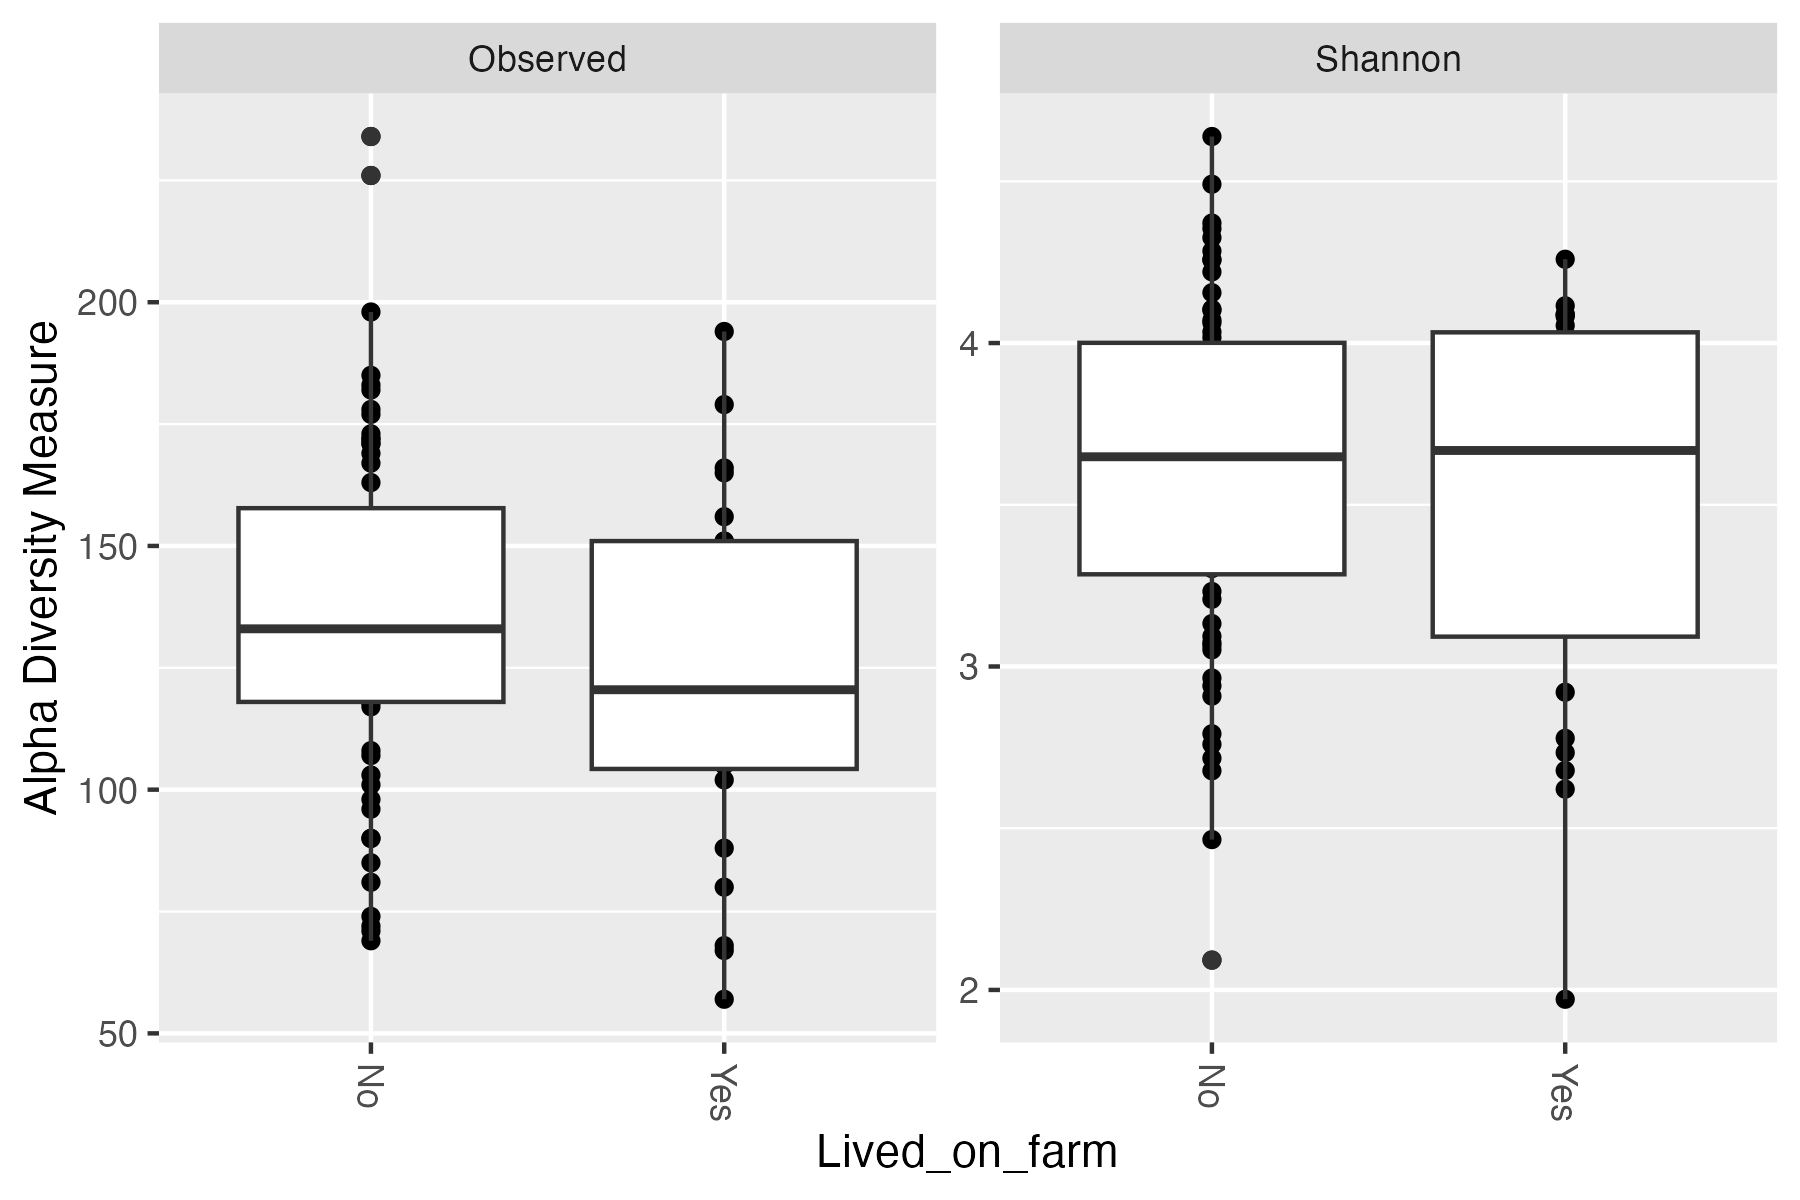 Observed
Shannon
Alpha Diversity Measure
200
150
100
50
4
3
2
No
Yes
No
Yes
Lived_on_farm